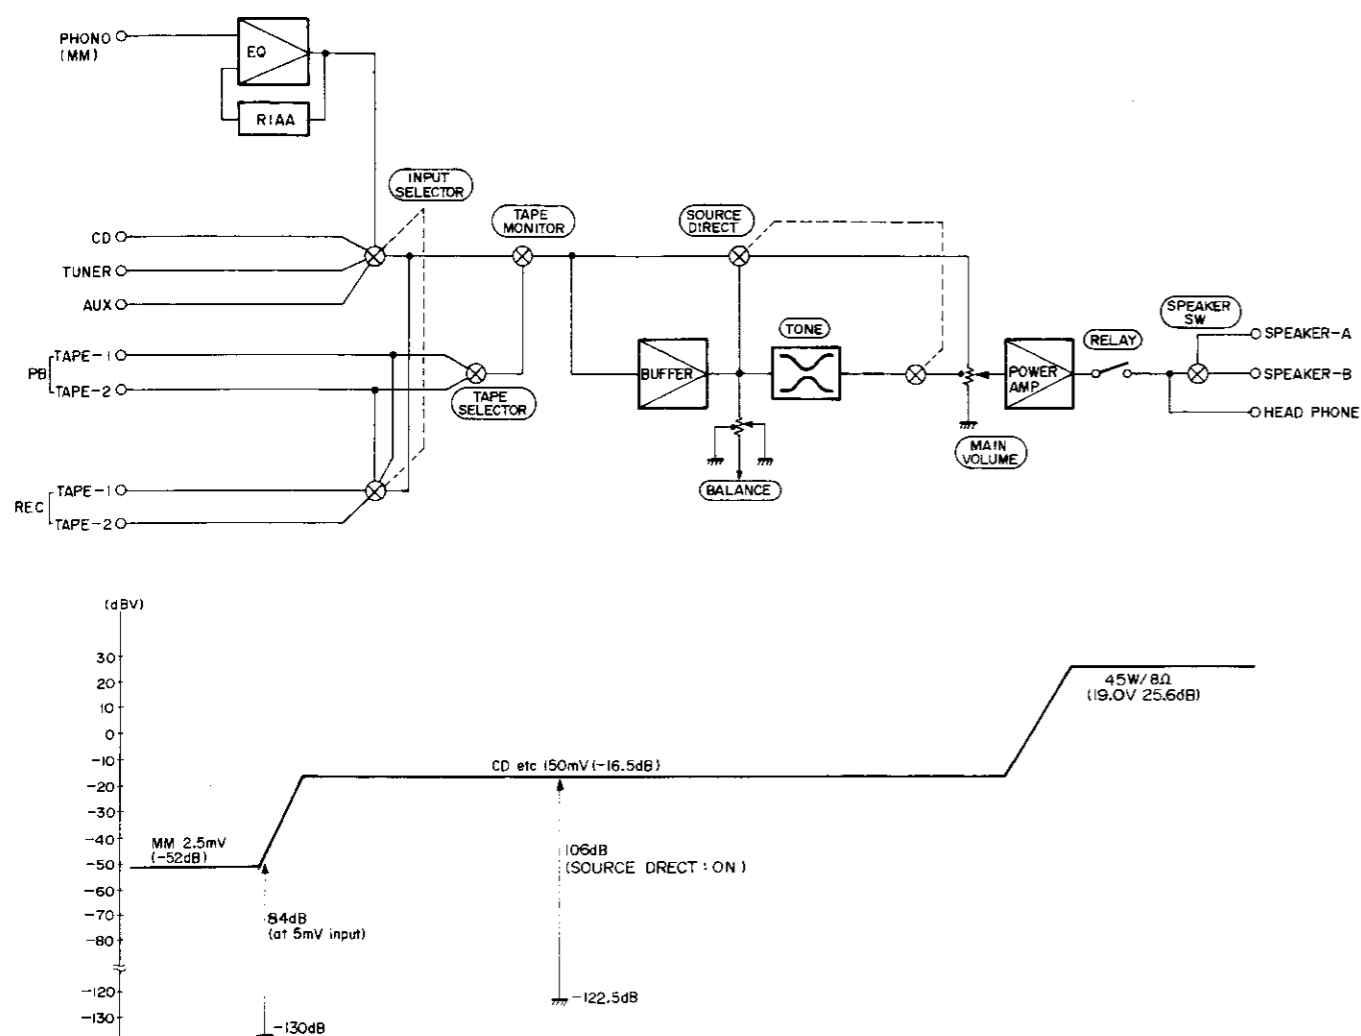 PHONO
(MM)
EQ
RIAA
INPUT
SELECTOR
TAPE
MONITOR
SOURCE
DIRECT
CD
TUNER
AUX
PB
TAPE-1
TAPE-2
TAPE
SELECTOR
BUFFER
TONE
POWER
AMP.
RELAY
SPEAKER
SW
SPEAKER-A
SPEAKER-B
HEAD PHONE
MAIN
VOLUME
BALANCE
REC
TAPE-1
TAPE-2
(dBV)
30
20
10
0
-10
-20
-30
-40
-50
-60
-70
-80
-120
-130
MM 2.5mV
(-52dB)
84dB
(at 5mV input)
-130dB
CD etc 150mV (-16.5dB)
106dB
(SOURCE DRECT : ON)
-122.5dB
45W/8Ω
(19.0V 25.6dB)